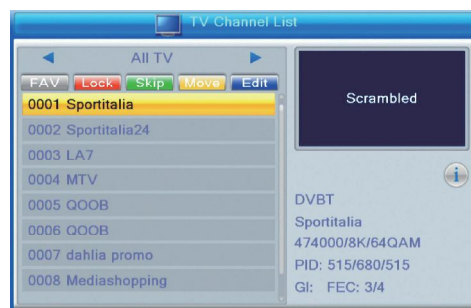 TV Channel List
All TV
FAV Lock Skip Move Edit
0001 Sportitalia
0002 Sportitalia24
0003 LA7
0004 MTV
0005 QOOB
0006 QOOB
0007 dahlia promo
0008 Mediashopping
Scrambled
i
DVBT
Sportitalia
474000/8K/64QAM
PID: 515/680/515
GI: FEC: 3/4